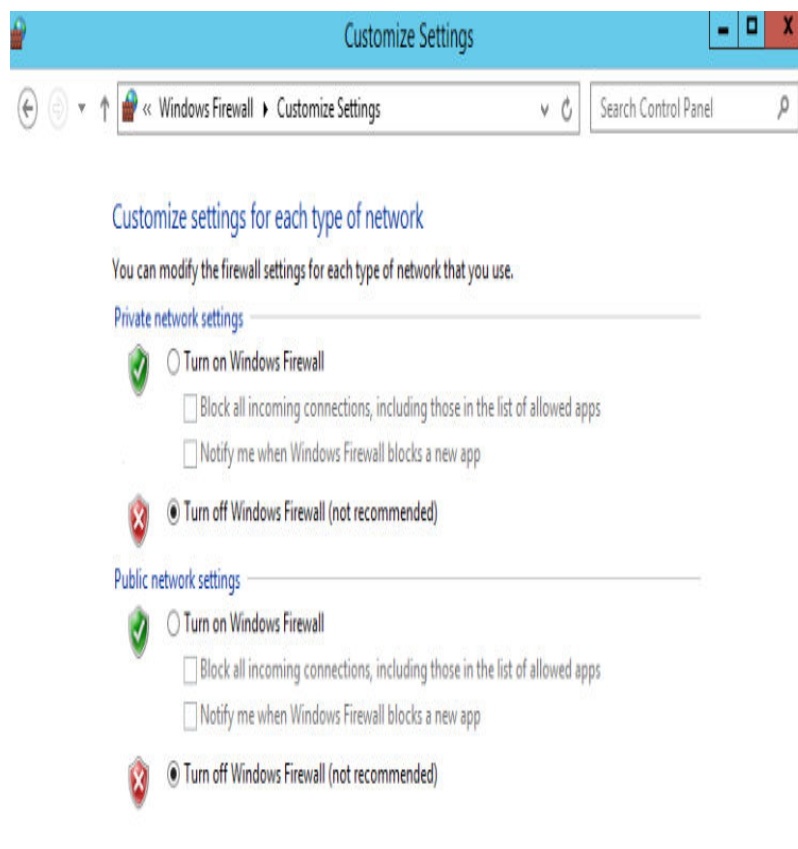 Customize Settings
« Windows Firewall ▸ Customize Settings
Search Control Panel
Customize settings for each type of network
You can modify the firewall settings for each type of network that you use.
Private network settings
Turn on Windows Firewall
Block all incoming connections, including those in the list of allowed apps
Notify me when Windows Firewall blocks a new app
Turn off Windows Firewall (not recommended)
Public network settings
Turn on Windows Firewall
Block all incoming connections, including those in the list of allowed apps
Notify me when Windows Firewall blocks a new app
Turn off Windows Firewall (not recommended)